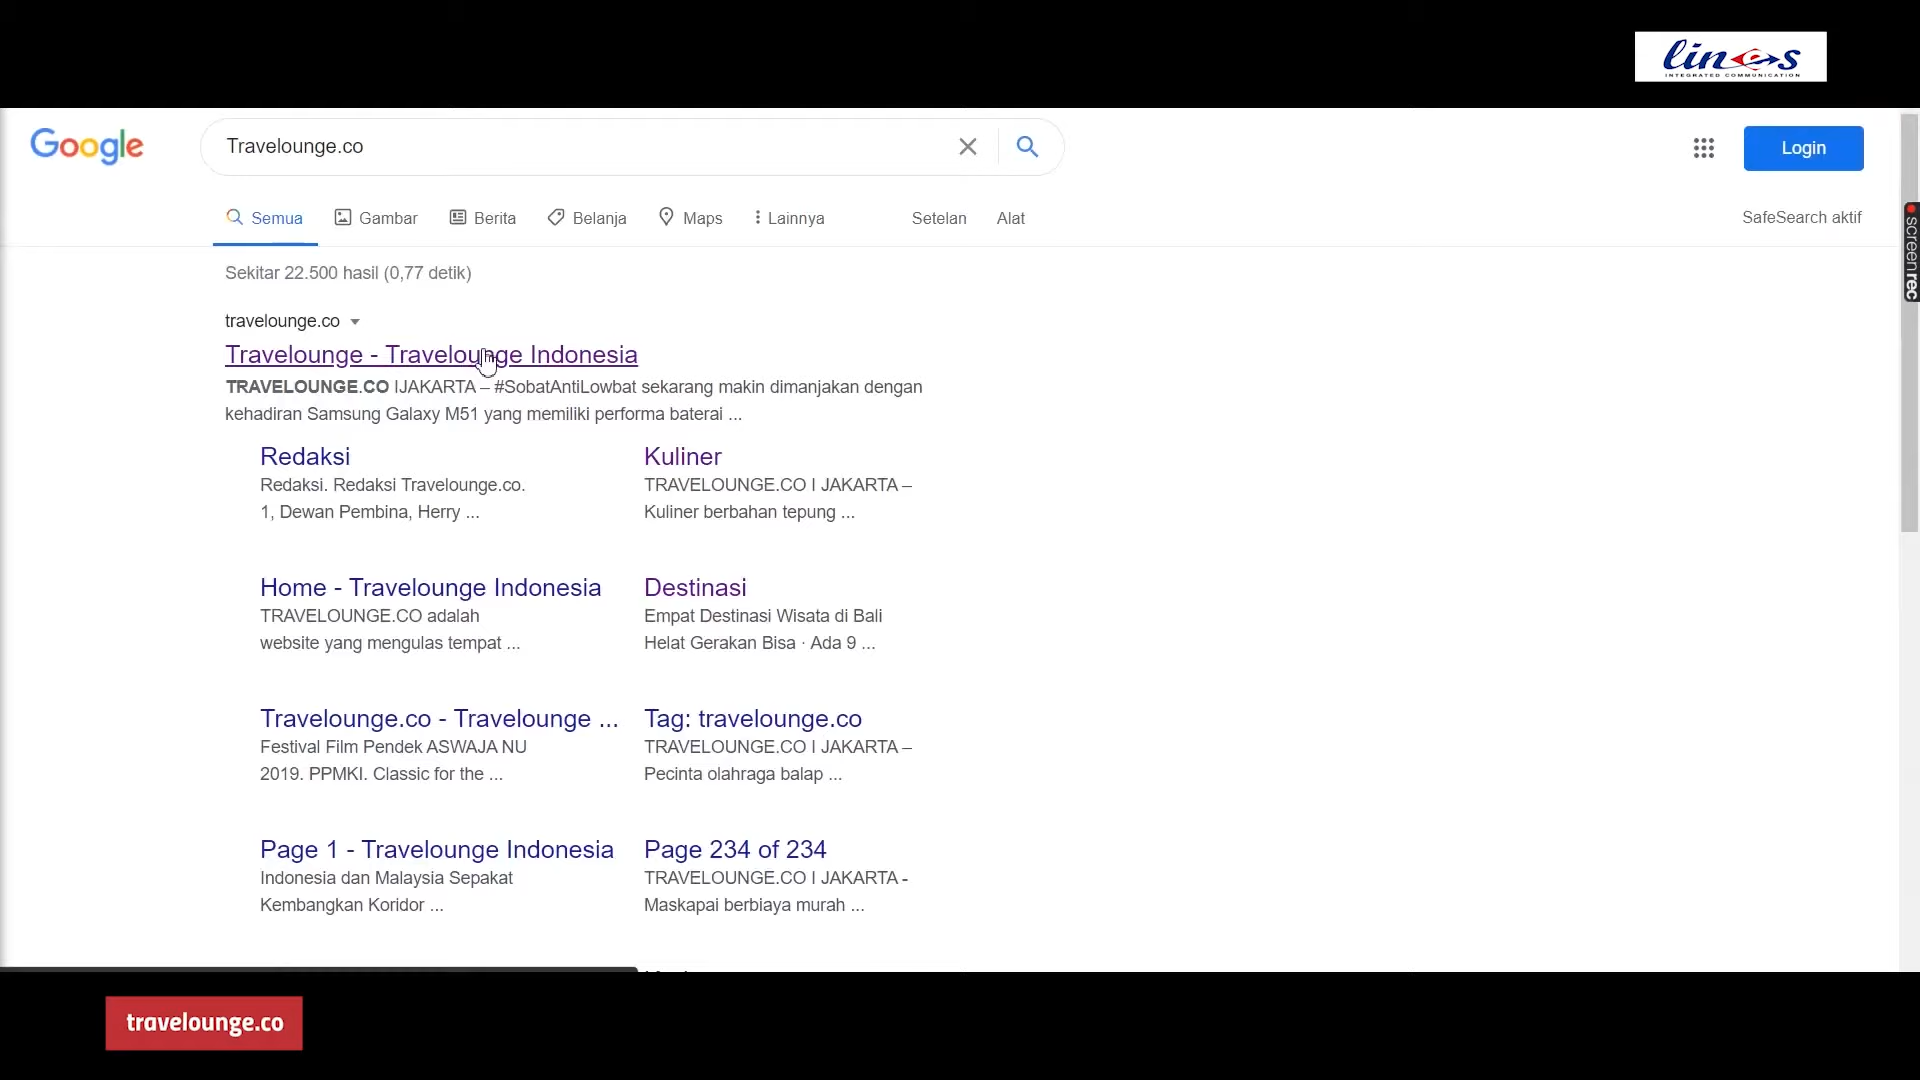 lines
INTEGRATED COMMUNICATION
Google
Travelounge.co
Login
Semua
Gambar
Berita
Belanja
Maps
Lainnya
Setelan
Alat
SafeSearch aktif
screenrec
Sekitar 22.500 hasil (0,77 detik)
travelounge.co
Travelounge - Travelounge Indonesia
TRAVELOUNGE.CO IJAKARTA – #SobatAntiLowbat sekarang makin dimanjakan dengan
kehadiran Samsung Galaxy M51 yang memiliki performa baterai ...
Redaksi
Redaksi. Redaksi Travelounge.co.
1, Dewan Pembina, Herry ...
Kuliner
TRAVELOUNGE.CO I JAKARTA –
Kuliner berbahan tepung ...
Home - Travelounge Indonesia
TRAVELOUNGE.CO adalah
website yang mengulas tempat ...
Destinasi
Empat Destinasi Wisata di Bali
Helat Gerakan Bisa · Ada 9 ...
Travelounge.co - Travelounge ...
Festival Film Pendek ASWAJA NU
2019. PPMKI. Classic for the ...
Tag: travelounge.co
TRAVELOUNGE.CO I JAKARTA –
Pecinta olahraga balap ...
Page 1 - Travelounge Indonesia
Indonesia dan Malaysia Sepakat
Kembangkan Koridor ...
Page 234 of 234
TRAVELOUNGE.CO I JAKARTA -
Maskapai berbiaya murah ...
travelounge.co